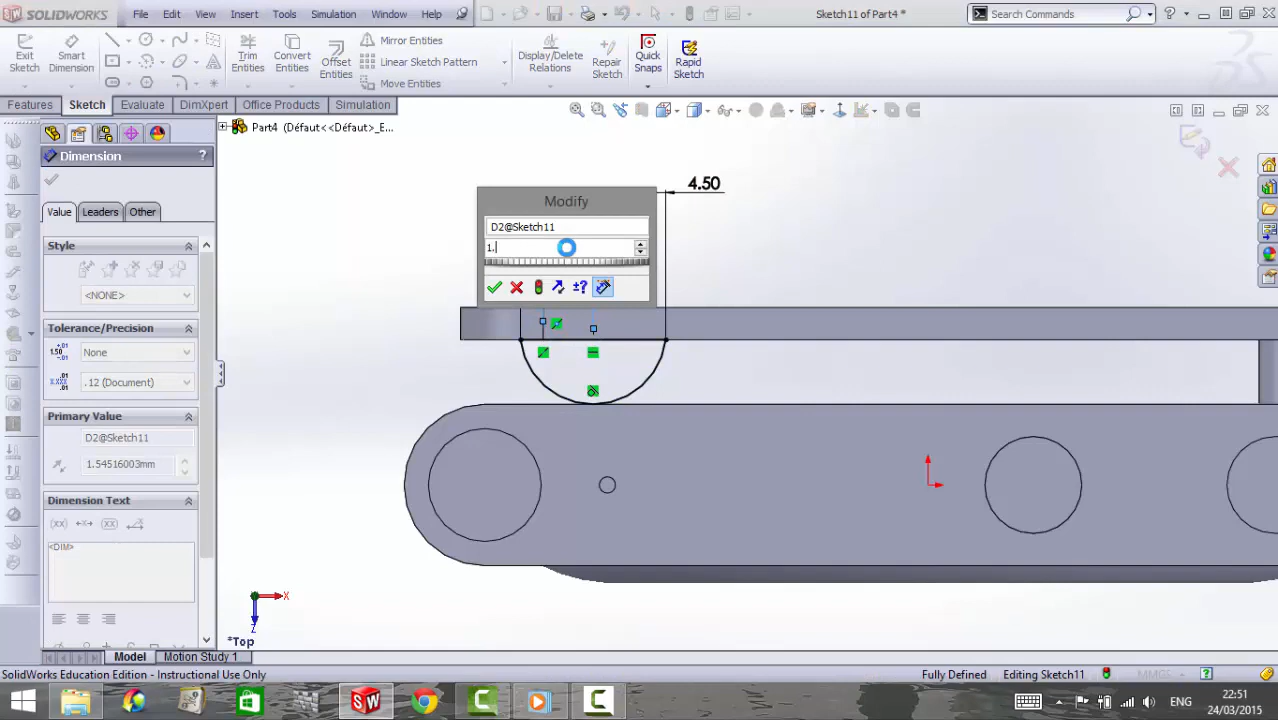 SOLIDWORKS File Edit View Insert Tools Simulation Window Help Sketch11 of Part4 * Search Commands
Exit Sketch Smart Dimension Trim Entities Convert Entities Offset Entities Mirror Entities Linear Sketch Pattern Move Entities Display/Delete Relations Repair Sketch Quick Snaps Rapid Sketch
Features Sketch Evaluate DimXpert Office Products Simulation
Part4 (Défaut<<Défaut>_E...
Dimension ?
Value Leaders Other
Style
<NONE>
Tolerance/Precision
None
.12 (Document)
Primary Value
D2@Sketch11
1.54516003mm
Dimension Text
<DIM>
4.50
Modify
D2@Sketch11
1.
X
Z
*Top
Model Motion Study 1
SolidWorks Education Edition - Instructional Use Only Fully Defined Editing Sketch11 MMGS
ENG 22:51
24/03/2015